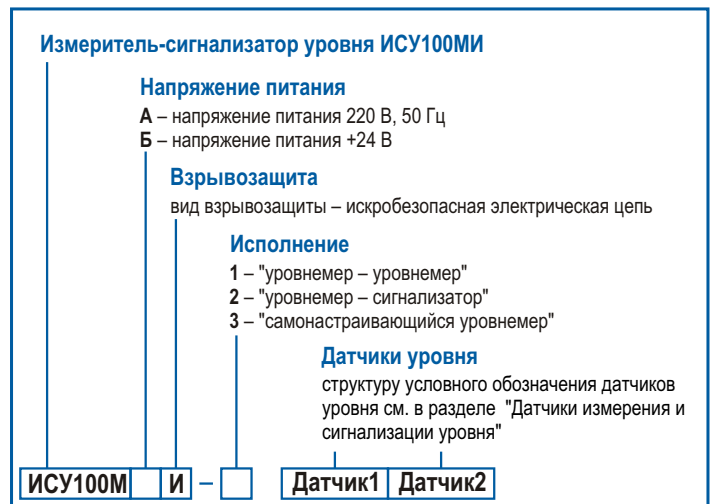 Измеритель-сигнализатор уровня ИСУ100МИ
Напряжение питания
А – напряжение питания 220 В, 50 Гц
Б – напряжение питания +24 В
Взрывозащита
вид взрывозащиты – искробезопасная электрическая цепь
Исполнение
1 – "уровнемер – уровнемер"
2 – "уровнемер – сигнализатор"
3 – "самонастраивающийся уровнемер"
Датчики уровня
структуру условного обозначения датчиков
уровня см. в разделе "Датчики измерения и
сигнализации уровня"
ИСУ100М И – Датчик1 Датчик2